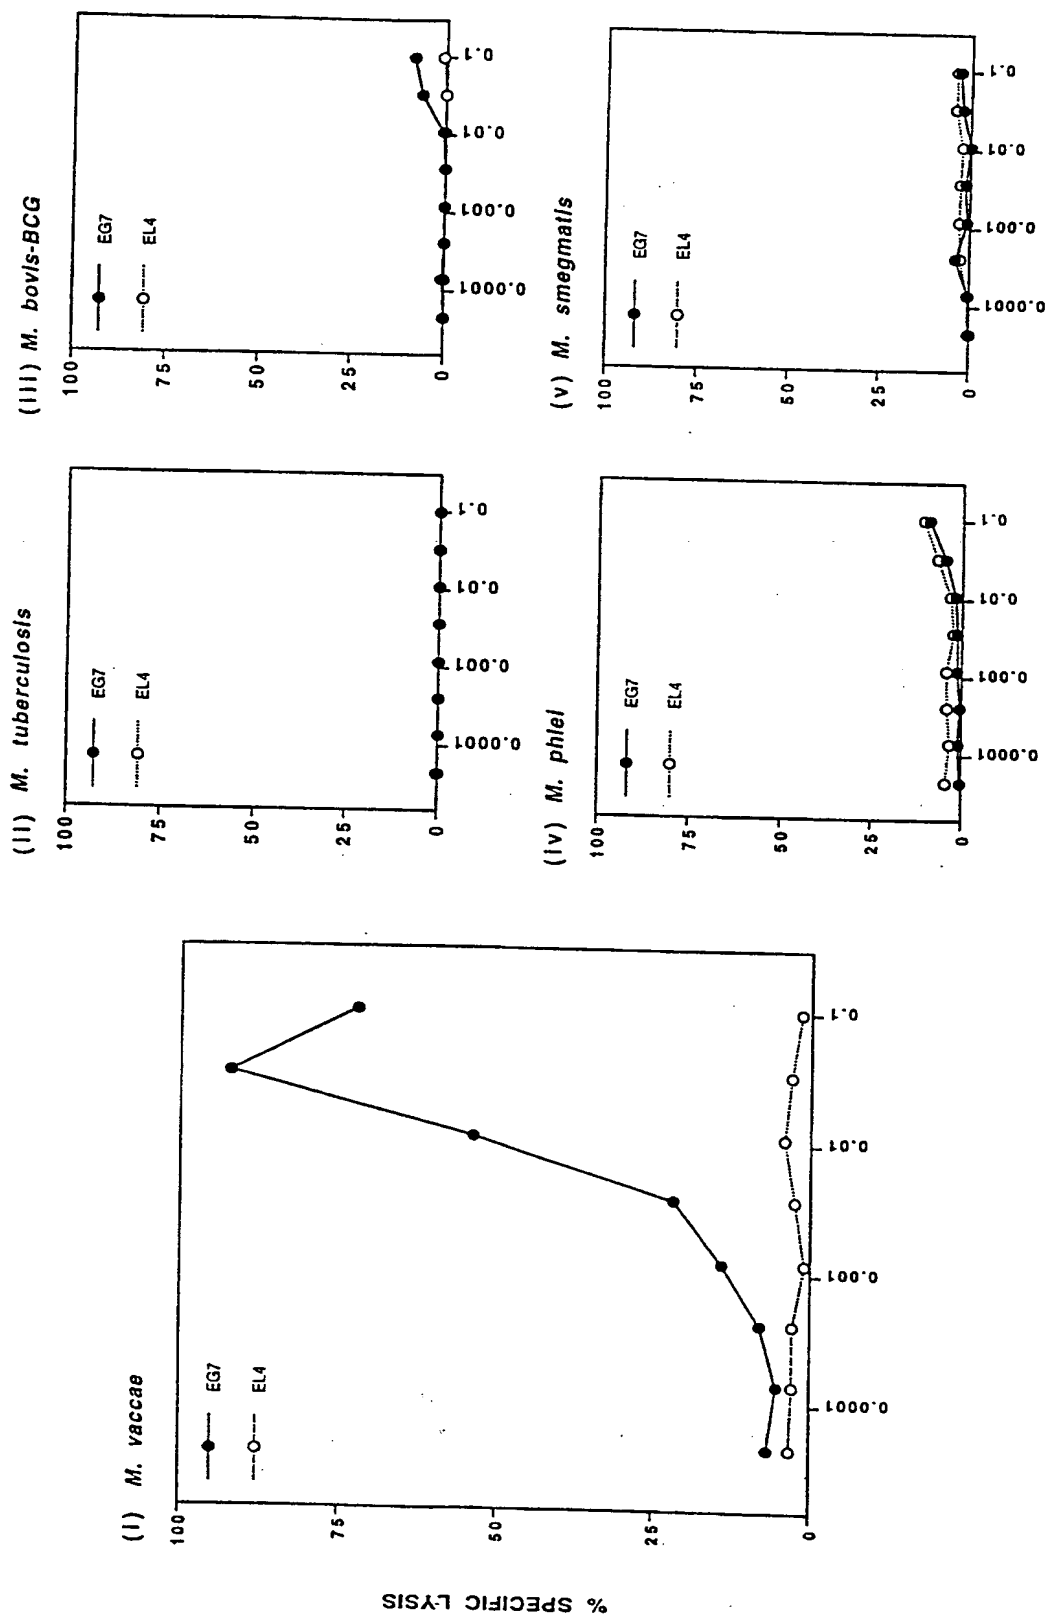 % SPECIFIC LYSIS
(i) M. vaccae
100
75
50
25
0
EG7
EL4
0.0001
0.001
0.01
0.1
(ii) M. tuberculosis
100
75
50
25
0
EG7
EL4
0.0001
0.001
0.01
0.1
(iii) M. bovis-BCG
100
75
50
25
0
EG7
EL4
0.0001
0.001
0.01
0.1
(iv) M. phlei
100
75
50
25
0
EG7
EL4
0.0001
0.001
0.01
0.1
(v) M. smegmatis
100
75
50
25
0
EG7
EL4
0.0001
0.001
0.01
0.1